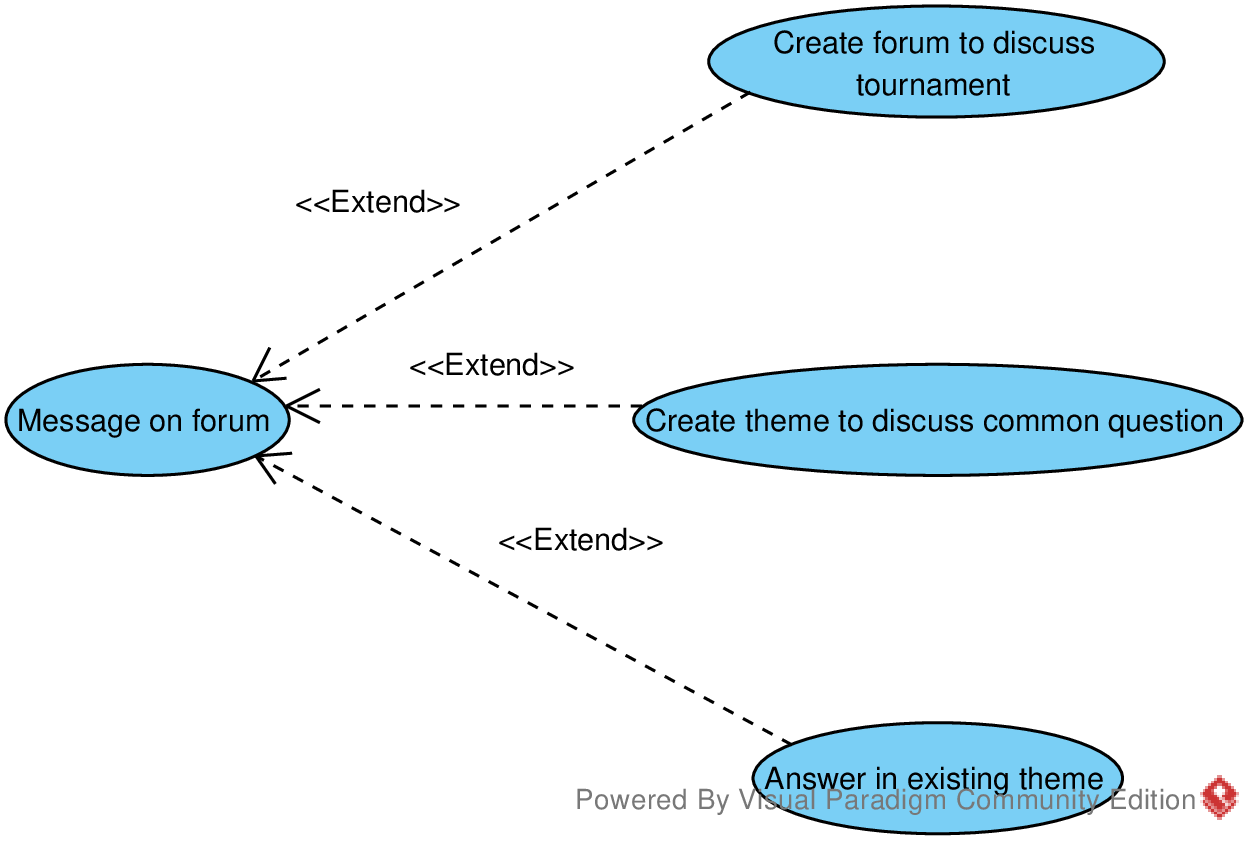 Create forum to discuss
tournament
<<Extend>>
<<Extend>>
Message on forum
Create theme to discuss common question
<<Extend>>
Answer in existing theme
Powered By Visual Paradigm Community Edition